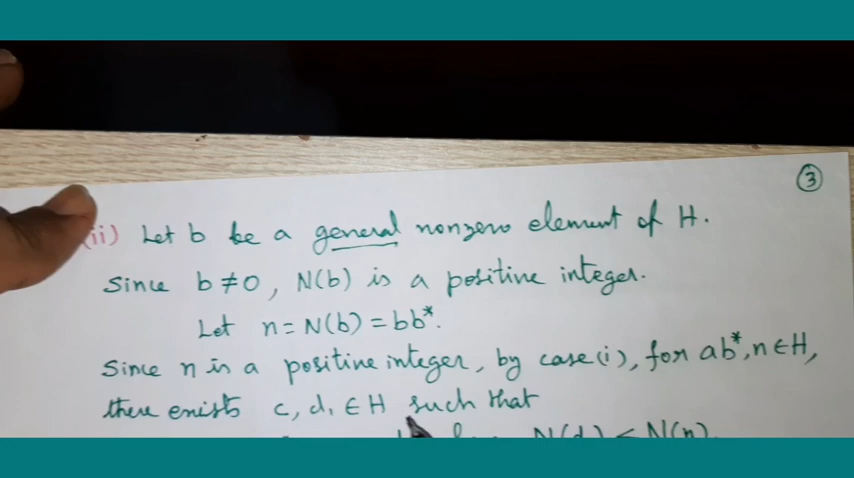 ③
(ii) Let b be a general nonzero element of H.
Since b ≠ 0, N(b) is a positive integer.
Let n = N(b) = bb*.
Since n is a positive integer, by case(i), for ab*, n ∈ H,
there exists c, d₁ ∈ H such that
N(d₁) < N(n).